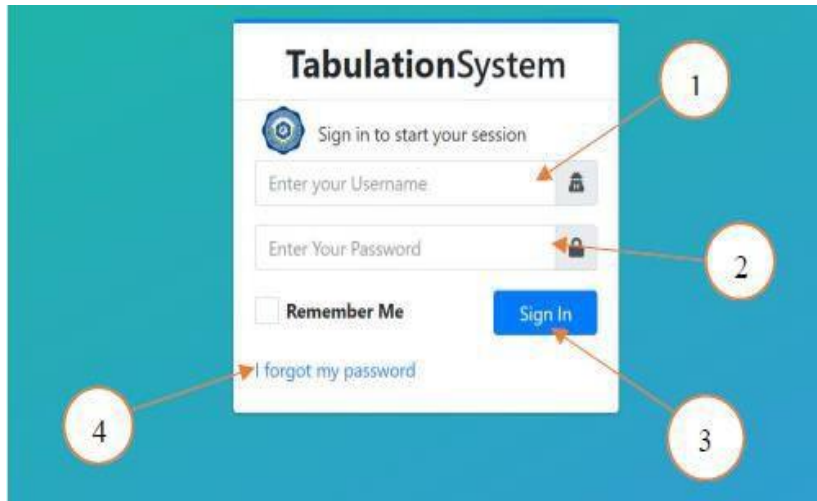 TabulationSystem
1
Sign in to start your session
Enter your Username
Enter Your Password
2
Remember Me
Sign In
I forgot my password
4
3